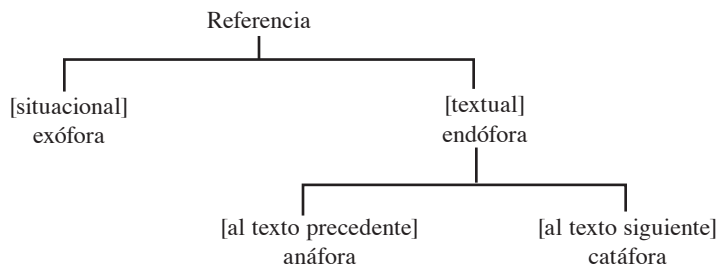 Referencia
[situacional]
exófora
[textual]
endófora
[al texto precedente]
anáfora
[al texto siguiente]
catáfora